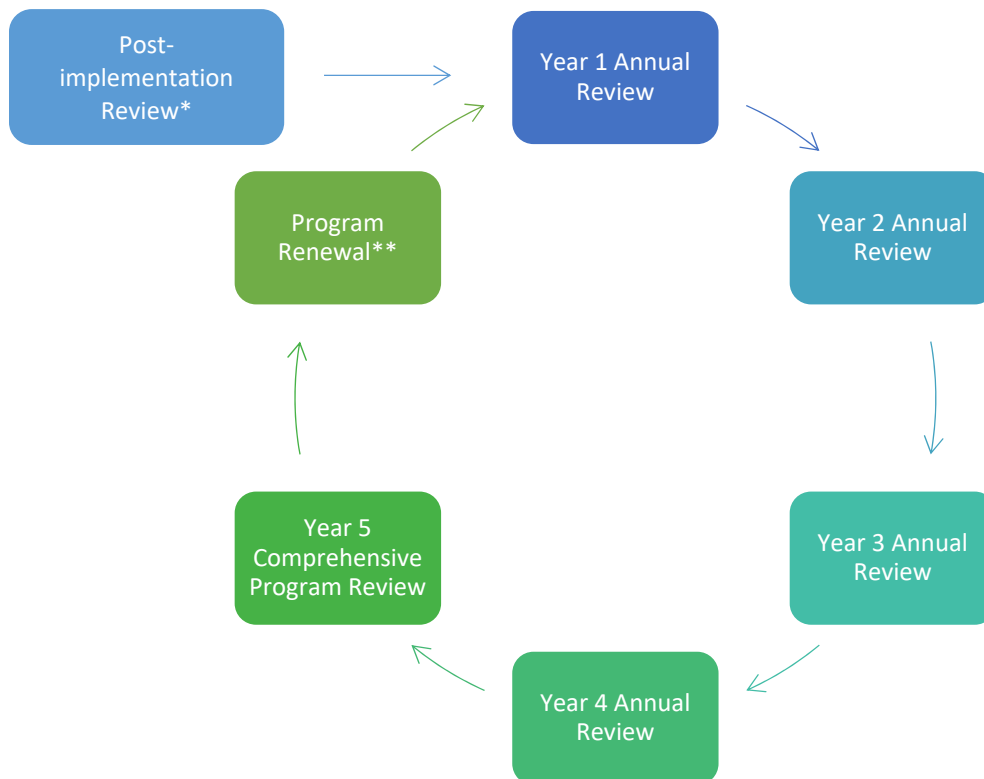 Post-
implementation
Review*
Year 1 Annual
Review
Year 2 Annual
Review
Year 3 Annual
Review
Year 4 Annual
Review
Year 5
Comprehensive
Program Review
Program
Renewal**